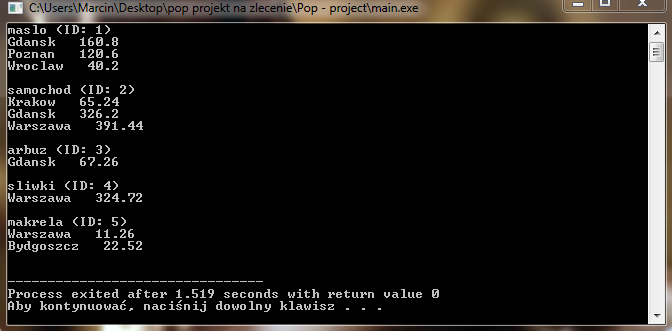 C:\Users\Marcin\Desktop\pop projekt na zlecenie\Pop - project\main.exe
maslo (ID: 1)
Gdansk   160.8
Poznan   120.6
Wroclaw   40.2
samochod (ID: 2)
Krakow   65.24
Gdansk   326.2
Warszawa   391.44
arbuz (ID: 3)
Gdansk   67.26
sliwki (ID: 4)
Warszawa   324.72
makrela (ID: 5)
Warszawa   11.26
Bydgoszcz   22.52
--------------------------------
Process exited after 1.519 seconds with return value 0
Aby kontynuować, naciśnij dowolny klawisz . . .